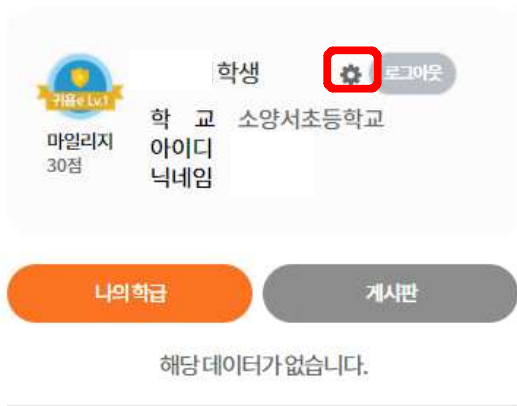 학생
로그아웃
귀욤e Lv.1
학 교 소양서초등학교
마일리지
아이디
30점
닉네임
나의 학급
게시판
해당 데이터가 없습니다.